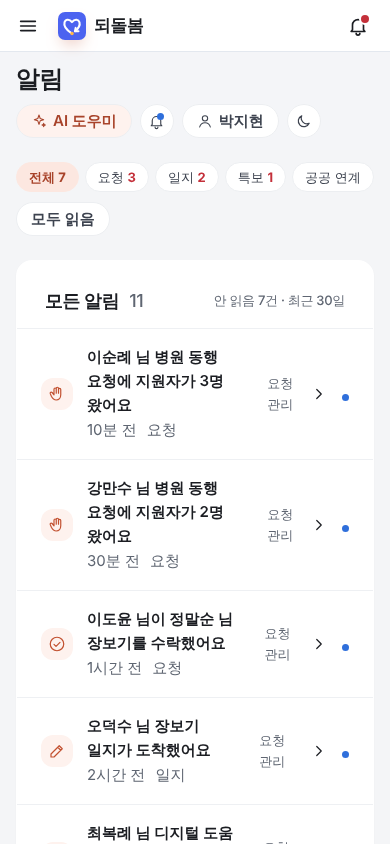 되돌봄
알림
AI 도우미
박지현
전체 7
요청 3
일지 2
특보 1
공공 연계
모두 읽음
모든 알림 11
안 읽음 7건 · 최근 30일
이순례 님 병원 동행
요청에 지원자가 3명
왔어요
10분 전 요청
요청
관리
강만수 님 병원 동행
요청에 지원자가 2명
왔어요
30분 전 요청
요청
관리
이도윤 님이 정말순 님
장보기를 수락했어요
1시간 전 요청
요청
관리
오덕수 님 장보기
일지가 도착했어요
2시간 전 일지
요청
관리
최복례 님 디지털 도움